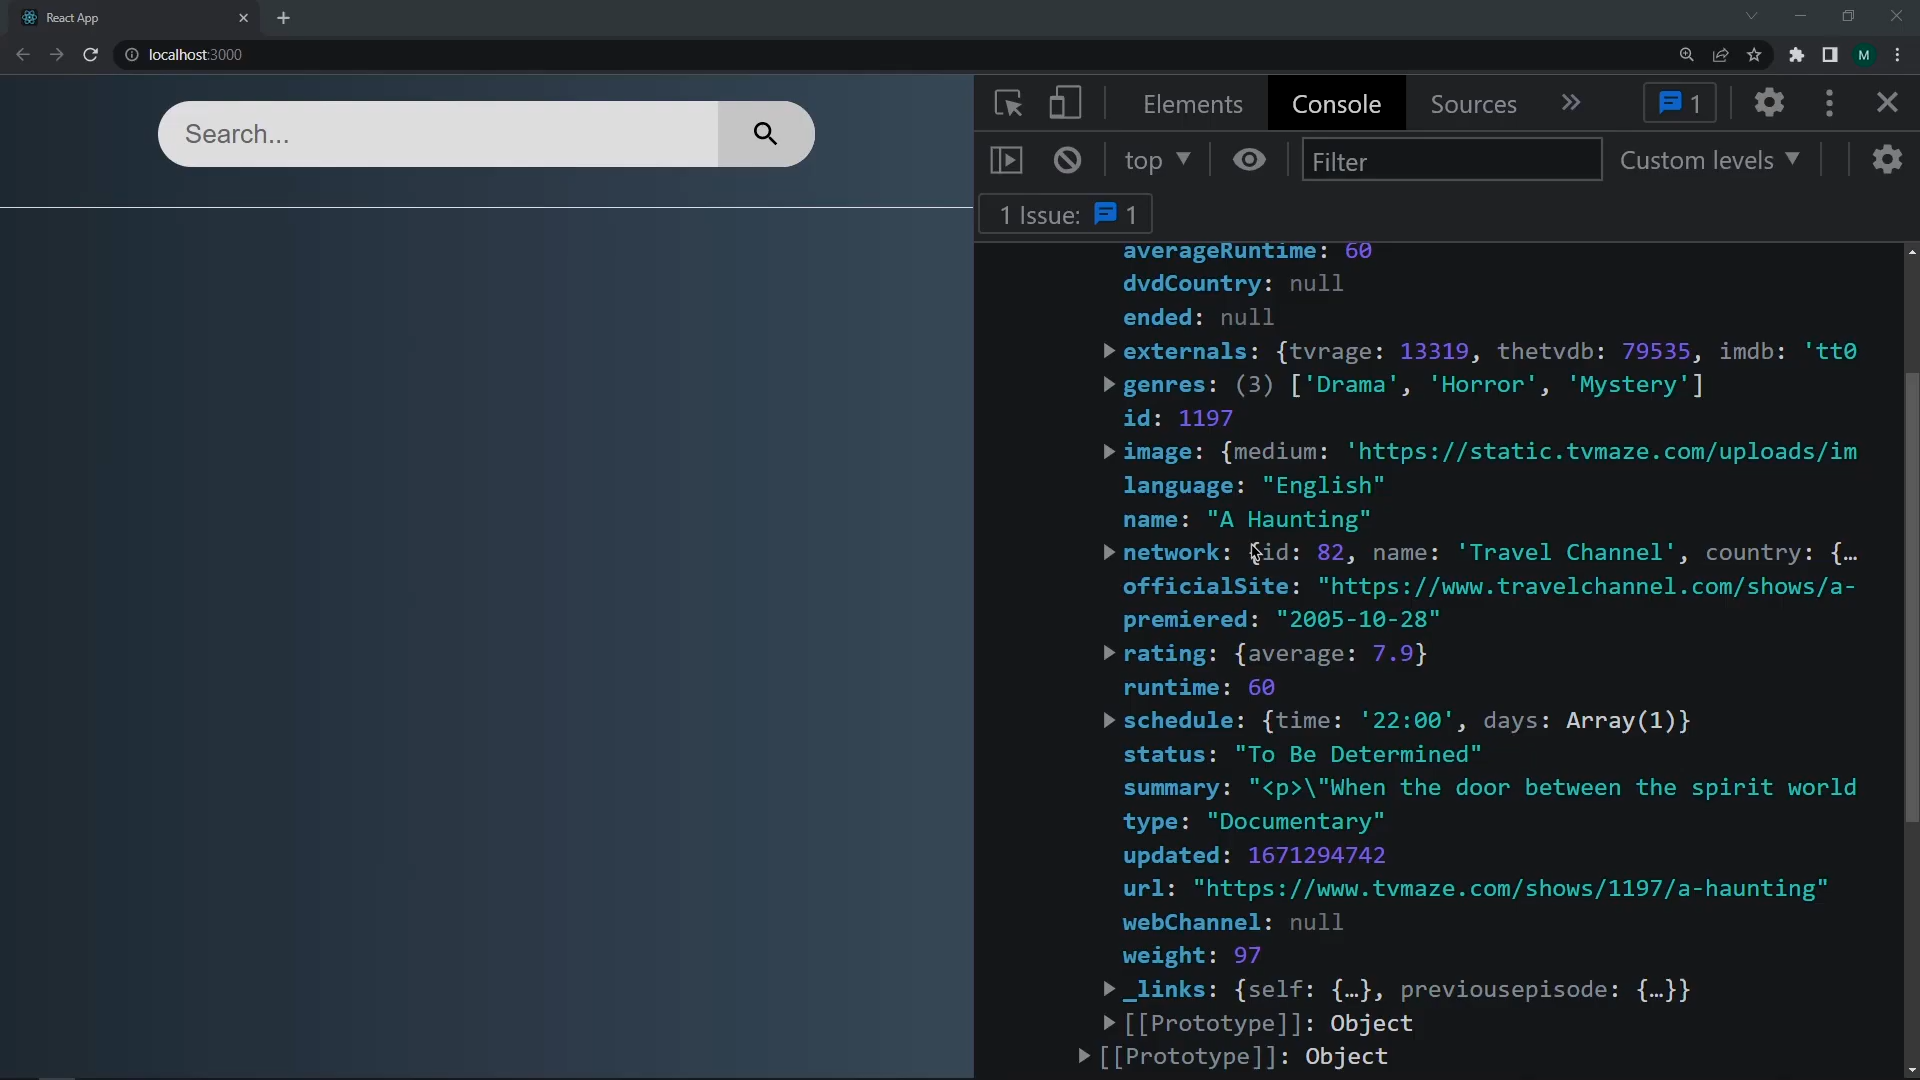 React App
localhost:3000
M
Search...
Elements
Console
Sources
1
top
Filter
Custom levels
1 Issue: 1
averageRuntime: 60
dvdCountry: null
ended: null
externals: {tvrage: 13319, thetvdb: 79535, imdb: 'tt0
genres: (3) ['Drama', 'Horror', 'Mystery']
id: 1197
image: {medium: 'https://static.tvmaze.com/uploads/im
language: "English"
name: "A Haunting"
network: {id: 82, name: 'Travel Channel', country: {…
officialSite: "https://www.travelchannel.com/shows/a-
premiered: "2005-10-28"
rating: {average: 7.9}
runtime: 60
schedule: {time: '22:00', days: Array(1)}
status: "To Be Determined"
summary: "<p>\"When the door between the spirit world
type: "Documentary"
updated: 1671294742
url: "https://www.tvmaze.com/shows/1197/a-haunting"
webChannel: null
weight: 97
_links: {self: {…}, previousepisode: {…}}
[[Prototype]]: Object
[[Prototype]]: Object